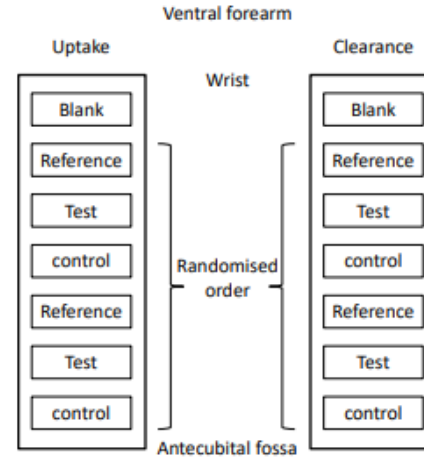 Ventral forearm
Uptake
Clearance
Wrist
Blank
Reference
Test
control
Reference
Test
control
Randomised
order
Blank
Reference
Test
control
Reference
Test
control
Antecubital fossa